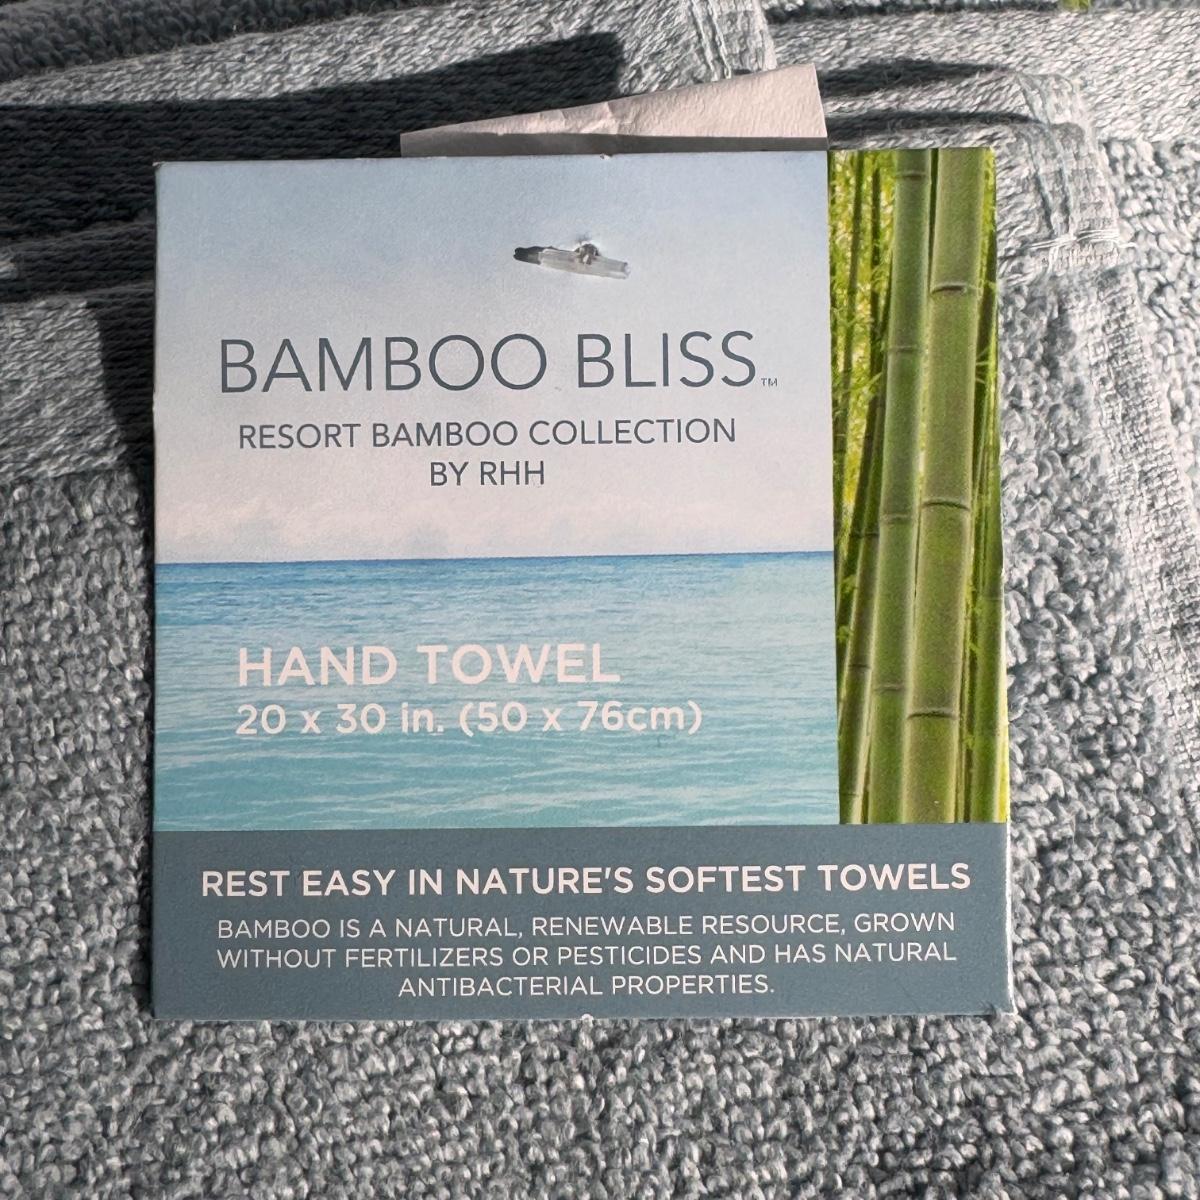 BAMBOO BLISS™
RESORT BAMBOO COLLECTION
BY RHH
HAND TOWEL
20 x 30 in. (50 x 76cm)
REST EASY IN NATURE'S SOFTEST TOWELS
BAMBOO IS A NATURAL, RENEWABLE RESOURCE, GROWN
WITHOUT FERTILIZERS OR PESTICIDES AND HAS NATURAL
ANTIBACTERIAL PROPERTIES.